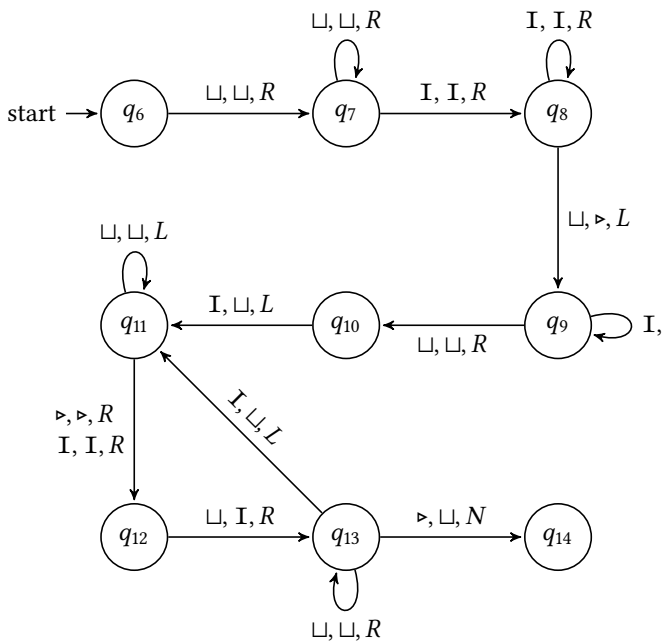 ⊔, ⊔, R
I, I, R
start
q6
⊔, ⊔, R
q7
I, I, R
q8
⊔, ▹, L
⊔, ⊔, L
q11
I, ⊔, L
q10
⊔, ⊔, R
q9
I,
▹, ▹, R
I, I, R
I, ⊔, L
q12
⊔, I, R
q13
▹, ⊔, N
q14
⊔, ⊔, R